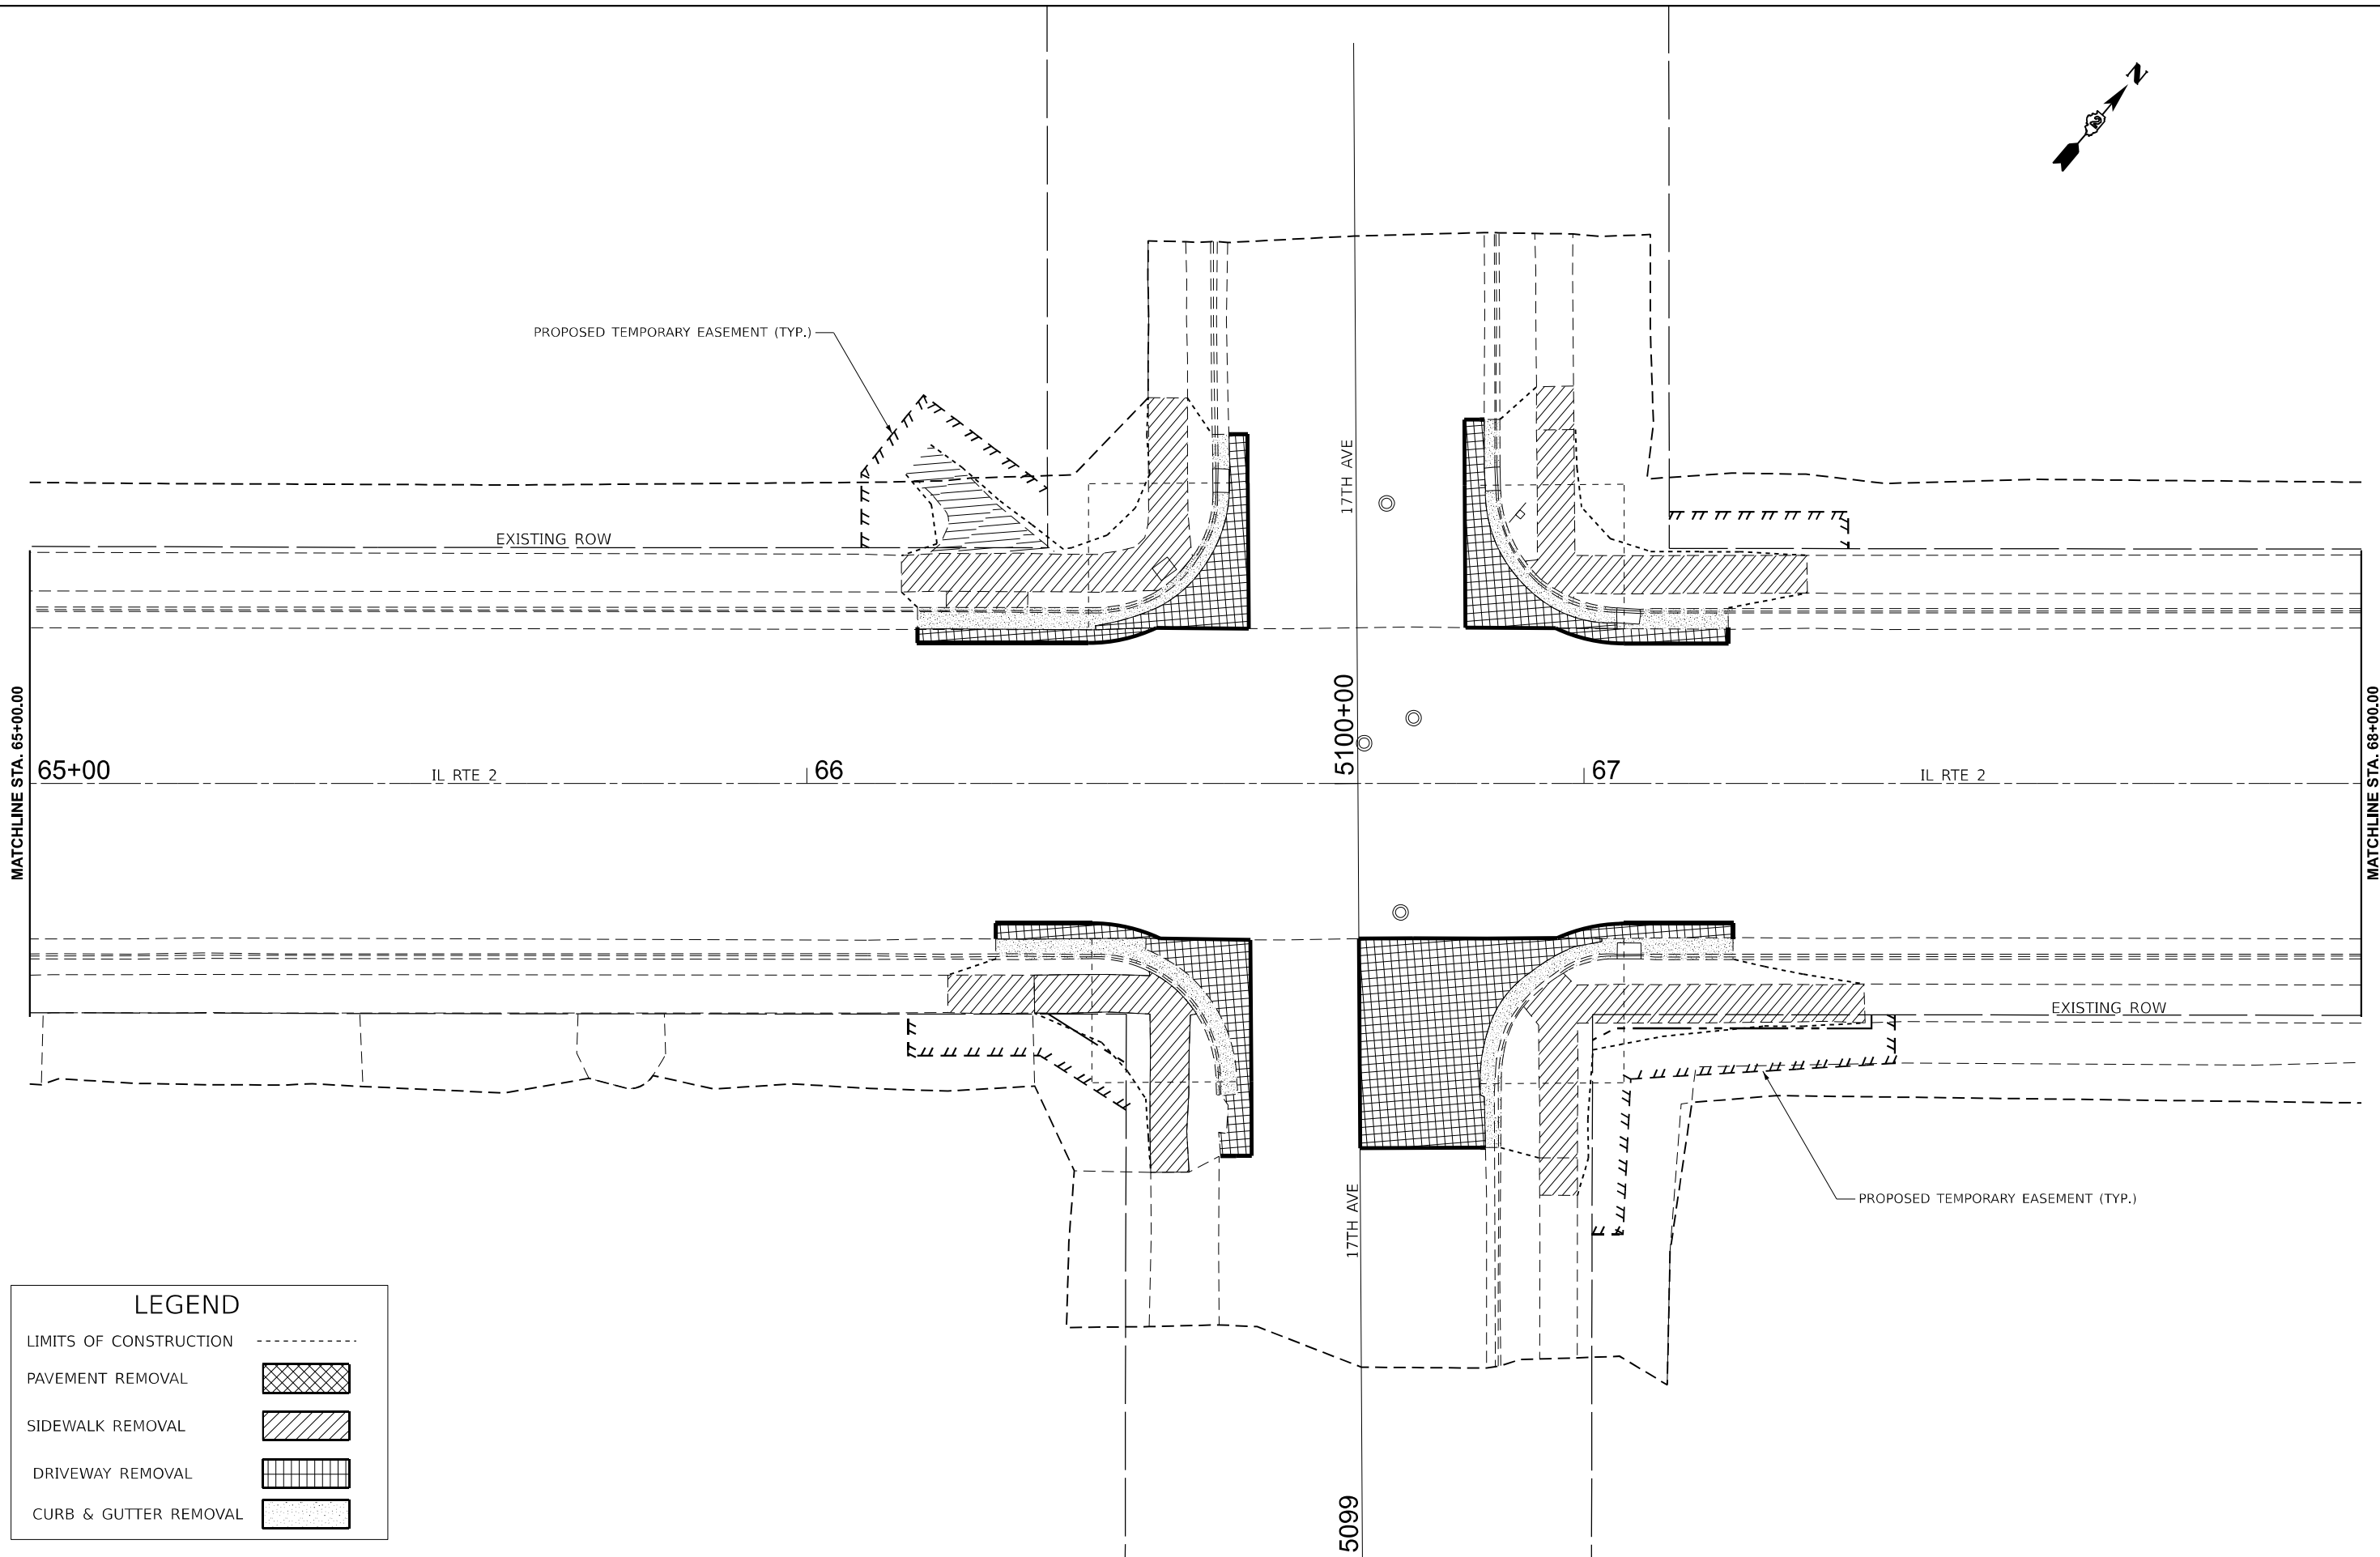 N
2
PROPOSED TEMPORARY EASEMENT (TYP.)
17TH AVE
EXISTING ROW
MATCHLINE STA. 65+00.00
65+00
IL RTE 2
66
5100+00
67
IL RTE 2
MATCHLINE STA. 68+00.00
EXISTING ROW
17TH AVE
PROPOSED TEMPORARY EASEMENT (TYP.)
5099
LEGEND
LIMITS OF CONSTRUCTION
PAVEMENT REMOVAL
SIDEWALK REMOVAL
DRIVEWAY REMOVAL
CURB & GUTTER REMOVAL